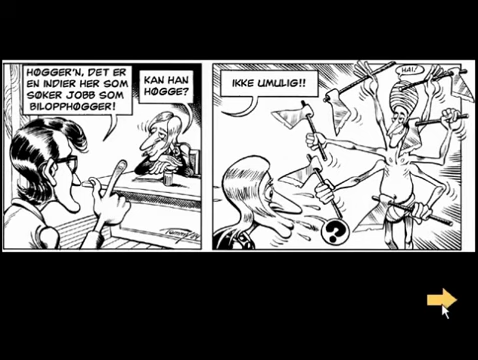 HØGGER'N, DET ER
EN INDIER HER SOM
SØKER JOBB SOM
BILOPPHØGGER!
KAN HAN
HØGGE?
IKKE UMULIG!!
HAI!
?